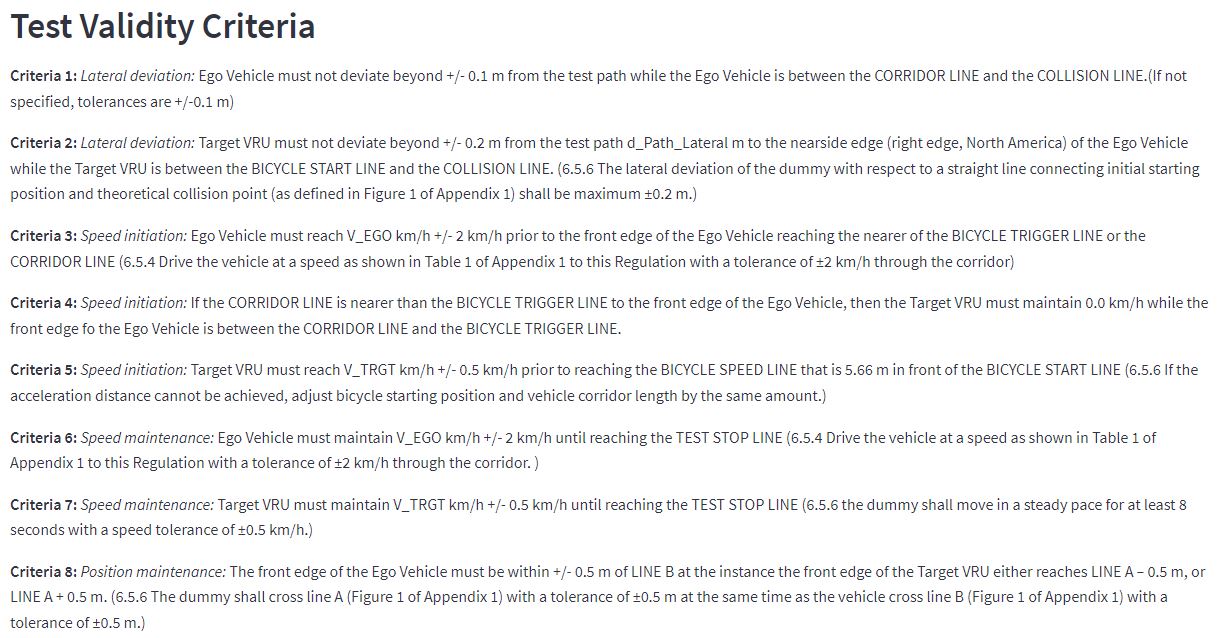 Test Validity Criteria
Criteria 1: Lateral deviation: Ego Vehicle must not deviate beyond +/- 0.1 m from the test path while the Ego Vehicle is between the CORRIDOR LINE and the COLLISION LINE.(If not
specified, tolerances are +/-0.1 m)
Criteria 2: Lateral deviation: Target VRU must not deviate beyond +/- 0.2 m from the test path d_Path_Lateral m to the nearside edge (right edge, North America) of the Ego Vehicle
while the Target VRU is between the BICYCLE START LINE and the COLLISION LINE. (6.5.6 The lateral deviation of the dummy with respect to a straight line connecting initial starting
position and theoretical collision point (as defined in Figure 1 of Appendix 1) shall be maximum ±0.2 m.)
Criteria 3: Speed initiation: Ego Vehicle must reach V_EGO km/h +/- 2 km/h prior to the front edge of the Ego Vehicle reaching the nearer of the BICYCLE TRIGGER LINE or the
CORRIDOR LINE (6.5.4 Drive the vehicle at a speed as shown in Table 1 of Appendix 1 to this Regulation with a tolerance of ±2 km/h through the corridor)
Criteria 4: Speed initiation: If the CORRIDOR LINE is nearer than the BICYCLE TRIGGER LINE to the front edge of the Ego Vehicle, then the Target VRU must maintain 0.0 km/h while the
front edge fo the Ego Vehicle is between the CORRIDOR LINE and the BICYCLE TRIGGER LINE.
Criteria 5: Speed initiation: Target VRU must reach V_TRGT km/h +/- 0.5 km/h prior to reaching the BICYCLE SPEED LINE that is 5.66 m in front of the BICYCLE START LINE (6.5.6 If the
acceleration distance cannot be achieved, adjust bicycle starting position and vehicle corridor length by the same amount.)
Criteria 6: Speed maintenance: Ego Vehicle must maintain V_EGO km/h +/- 2 km/h until reaching the TEST STOP LINE (6.5.4 Drive the vehicle at a speed as shown in Table 1 of
Appendix 1 to this Regulation with a tolerance of ±2 km/h through the corridor. )
Criteria 7: Speed maintenance: Target VRU must maintain V_TRGT km/h +/- 0.5 km/h until reaching the TEST STOP LINE (6.5.6 the dummy shall move in a steady pace for at least 8
seconds with a speed tolerance of ±0.5 km/h.)
Criteria 8: Position maintenance: The front edge of the Ego Vehicle must be within +/- 0.5 m of LINE B at the instance the front edge of the Target VRU either reaches LINE A – 0.5 m, or
LINE A + 0.5 m. (6.5.6 The dummy shall cross line A (Figure 1 of Appendix 1) with a tolerance of ±0.5 m at the same time as the vehicle cross line B (Figure 1 of Appendix 1) with a
tolerance of ±0.5 m.)